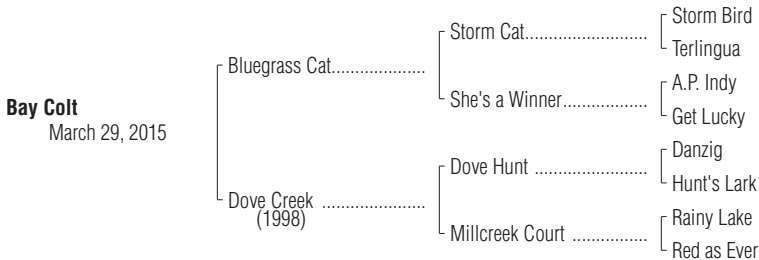 Storm Bird
Storm Cat..........................
Terlingua
Bluegrass Cat....................
A.P. Indy
She's a Winner..................
Get Lucky
Bay Colt
March 29, 2015
Danzig
Dove Hunt ........................
Hunt's Lark
Dove Creek ......................
(1998)
Rainy Lake
Millcreek Court ................
Red as Ever